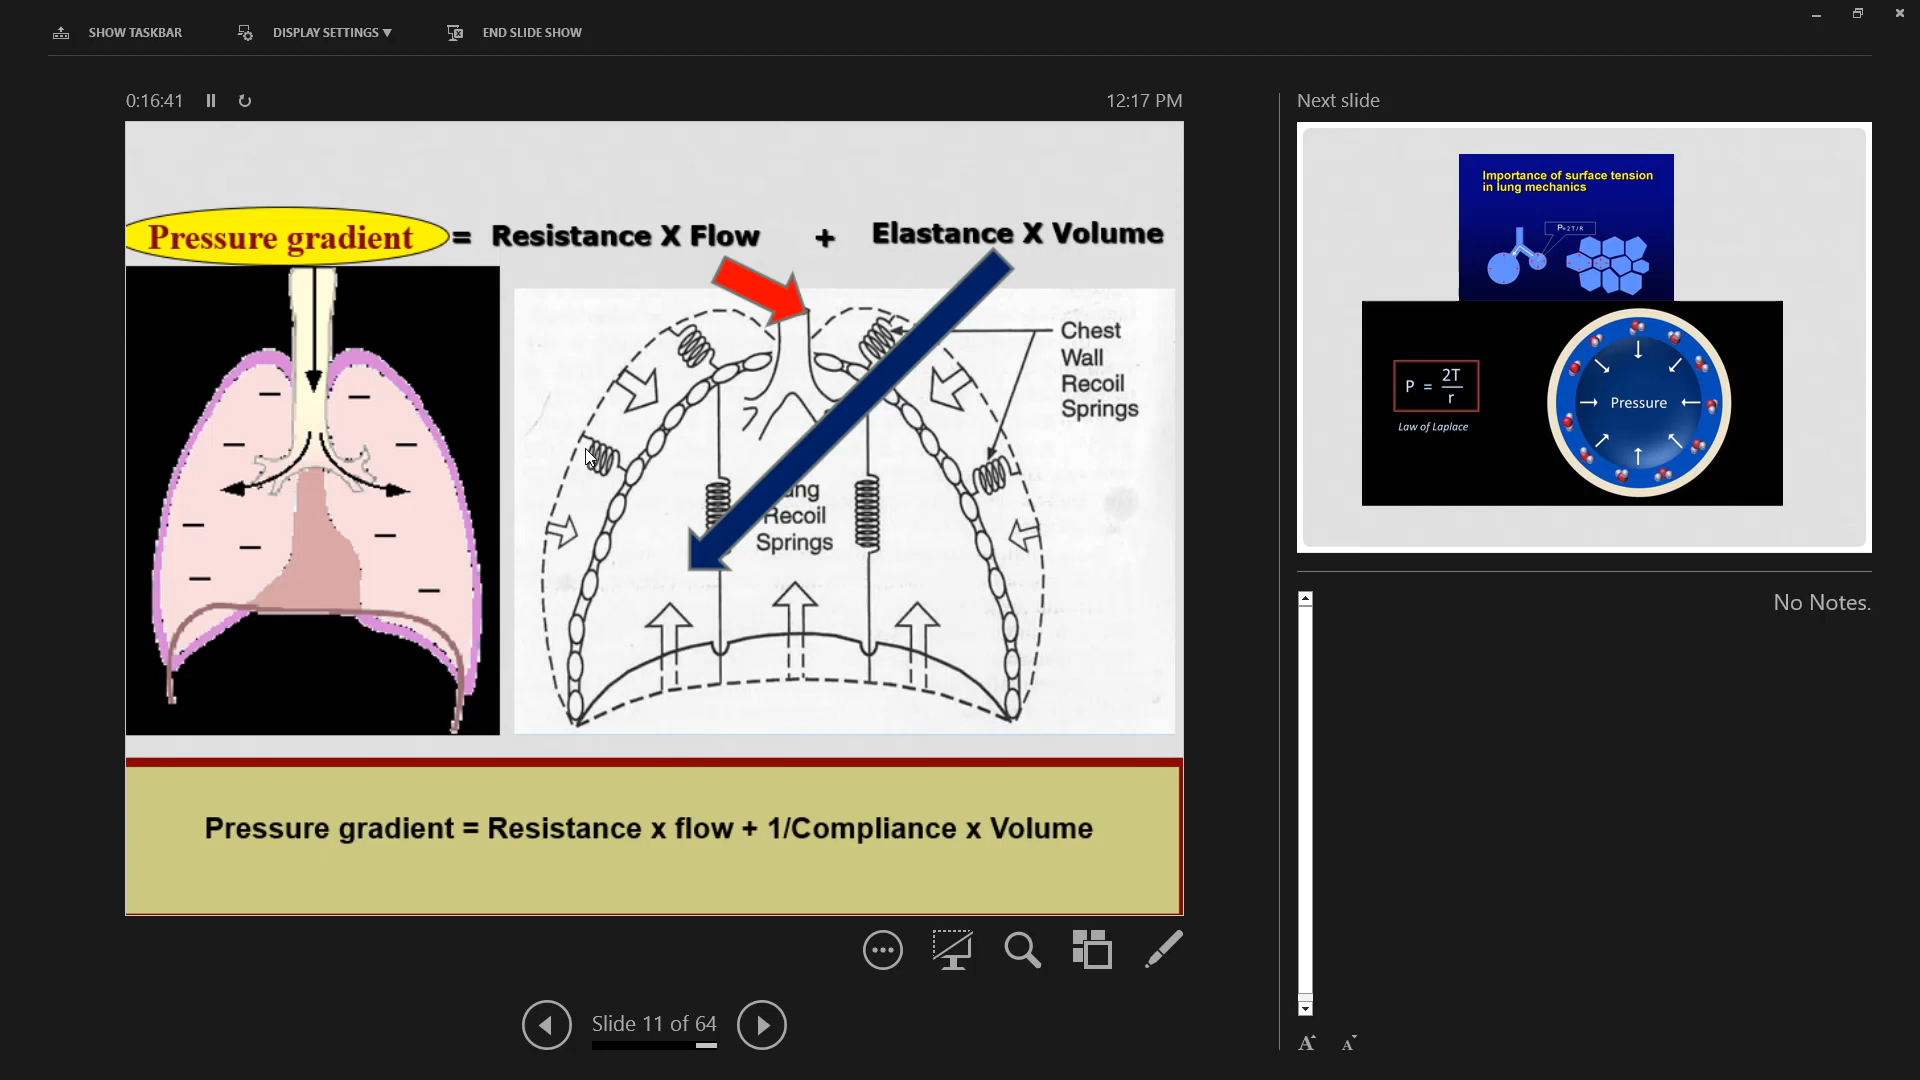 SHOW TASKBAR
DISPLAY SETTINGS ▼
END SLIDE SHOW
0:16:41
12:17 PM
Pressure gradient = Resistance X Flow + Elastance X Volume
Chest
Wall
Recoil
Springs
Recoil
Springs
Pressure gradient = Resistance x flow + 1/Compliance x Volume
Slide 11 of 64
Next slide
Importance of surface tension
in lung mechanics
P=2T/R
P = 2T
r
Law of Laplace
Pressure
No Notes.
A A